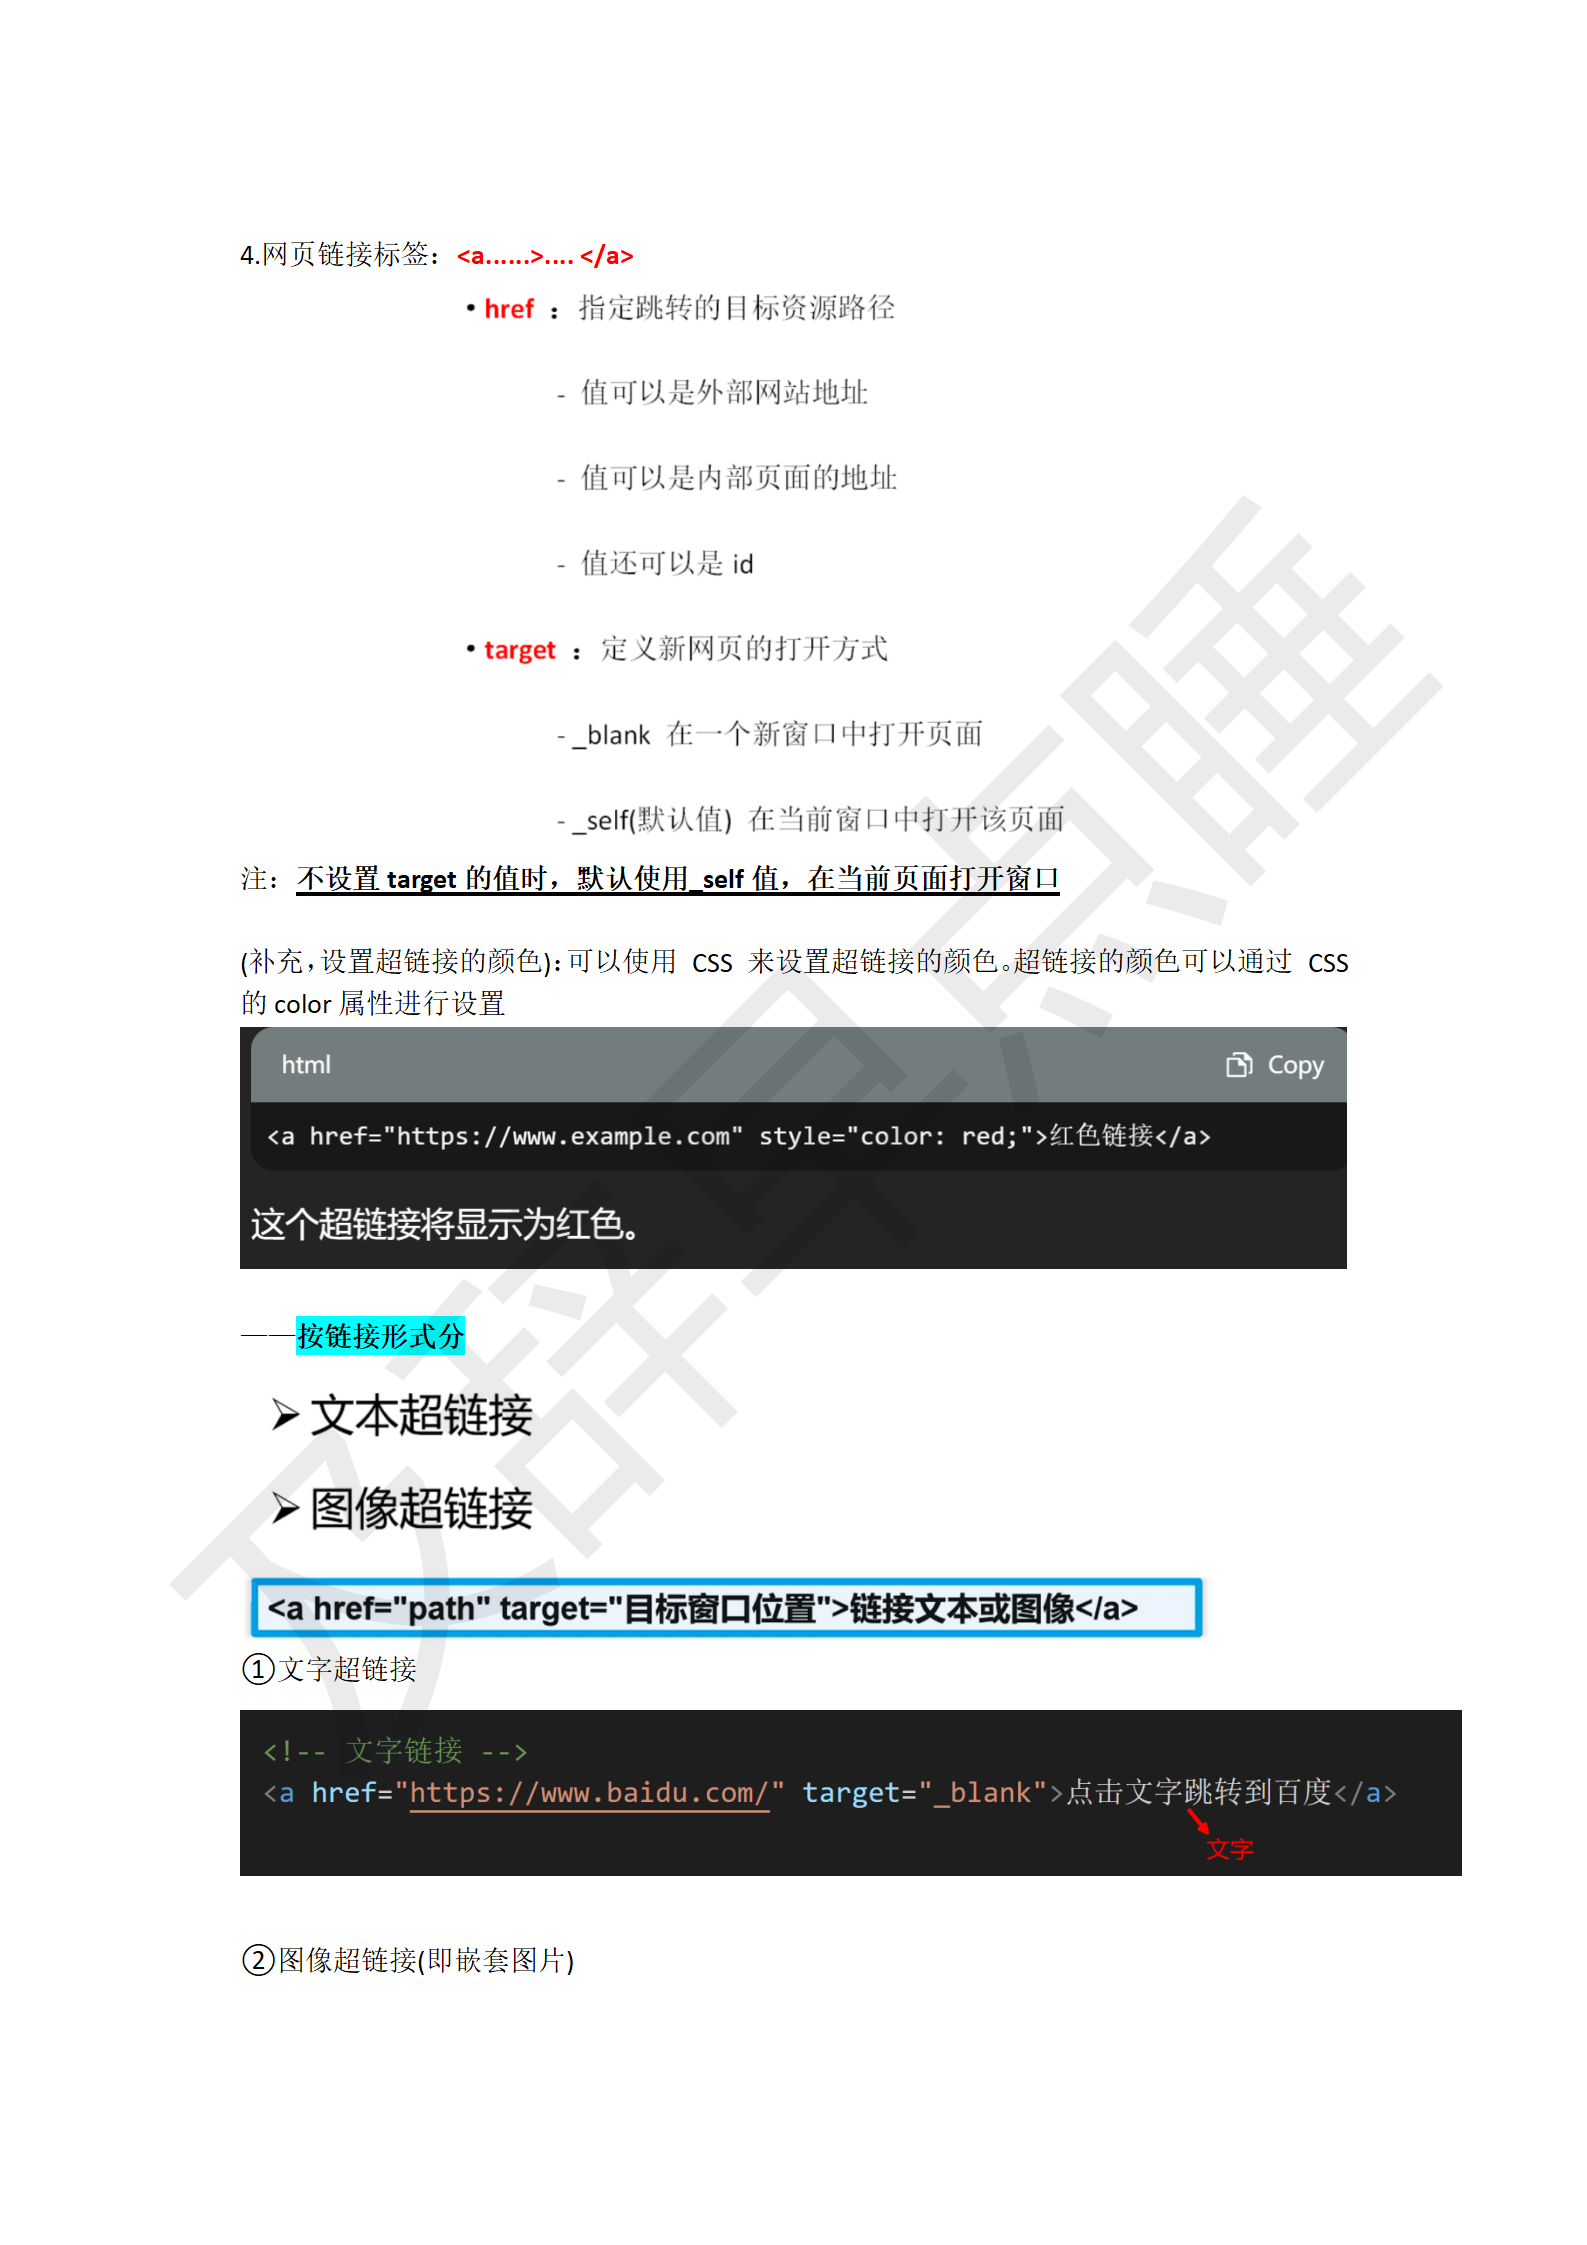 4.网页链接标签：<a......>.... </a>
• href ：指定跳转的目标资源路径
- 值可以是外部网站地址
- 值可以是内部页面的地址
- 值还可以是 id
• target ：定义新网页的打开方式
- _blank 在一个新窗口中打开页面
- _self(默认值) 在当前窗口中打开该页面
注：不设置 target 的值时，默认使用_self 值，在当前页面打开窗口
(补充，设置超链接的颜色)：可以使用 CSS 来设置超链接的颜色。超链接的颜色可以通过 CSS
的 color 属性进行设置
html Copy
<a href="https://www.example.com" style="color: red;">红色链接</a>
这个超链接将显示为红色。
——按链接形式分
➢ 文本超链接
➢ 图像超链接
<a href="path" target="目标窗口位置">链接文本或图像</a>
①文字超链接
<!-- 文字链接 -->
<a href="https://www.baidu.com/" target="_blank">点击文字跳转到百度</a>
文字
②图像超链接(即嵌套图片)
又辞早点睡